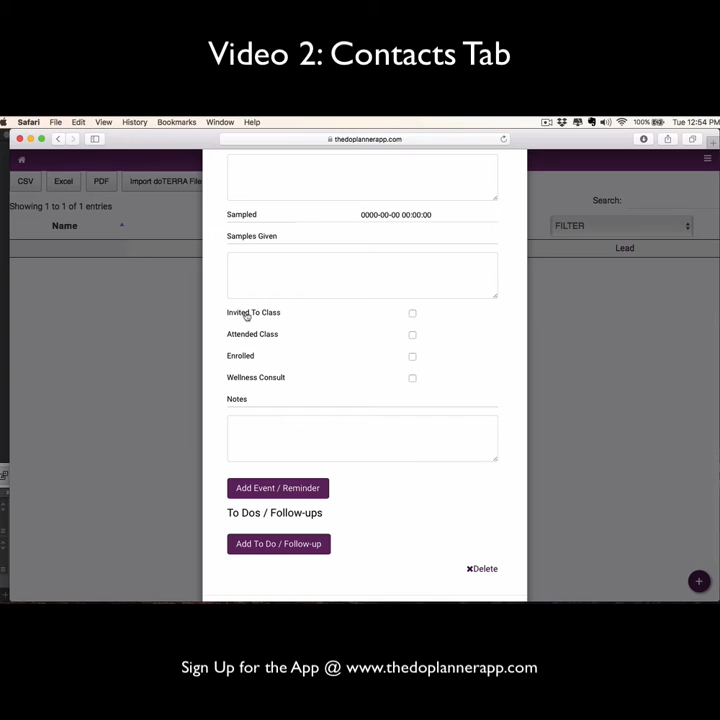 Video 2: Contacts Tab
Safari File Edit View History Bookmarks Window Help 100% Tue 12:54 PM
thedoplannerapp.com
CSV Excel PDF Import doTERRA File
Showing 1 to 1 of 1 entries
Search:
Name
FILTER
Lead
Sampled 0000-00-00 00:00:00
Samples Given
Invited To Class
Attended Class
Enrolled
Wellness Consult
Notes
Add Event / Reminder
To Dos / Follow-ups
Add To Do / Follow-up
Delete
Sign Up for the App @ www.thedoplannerapp.com